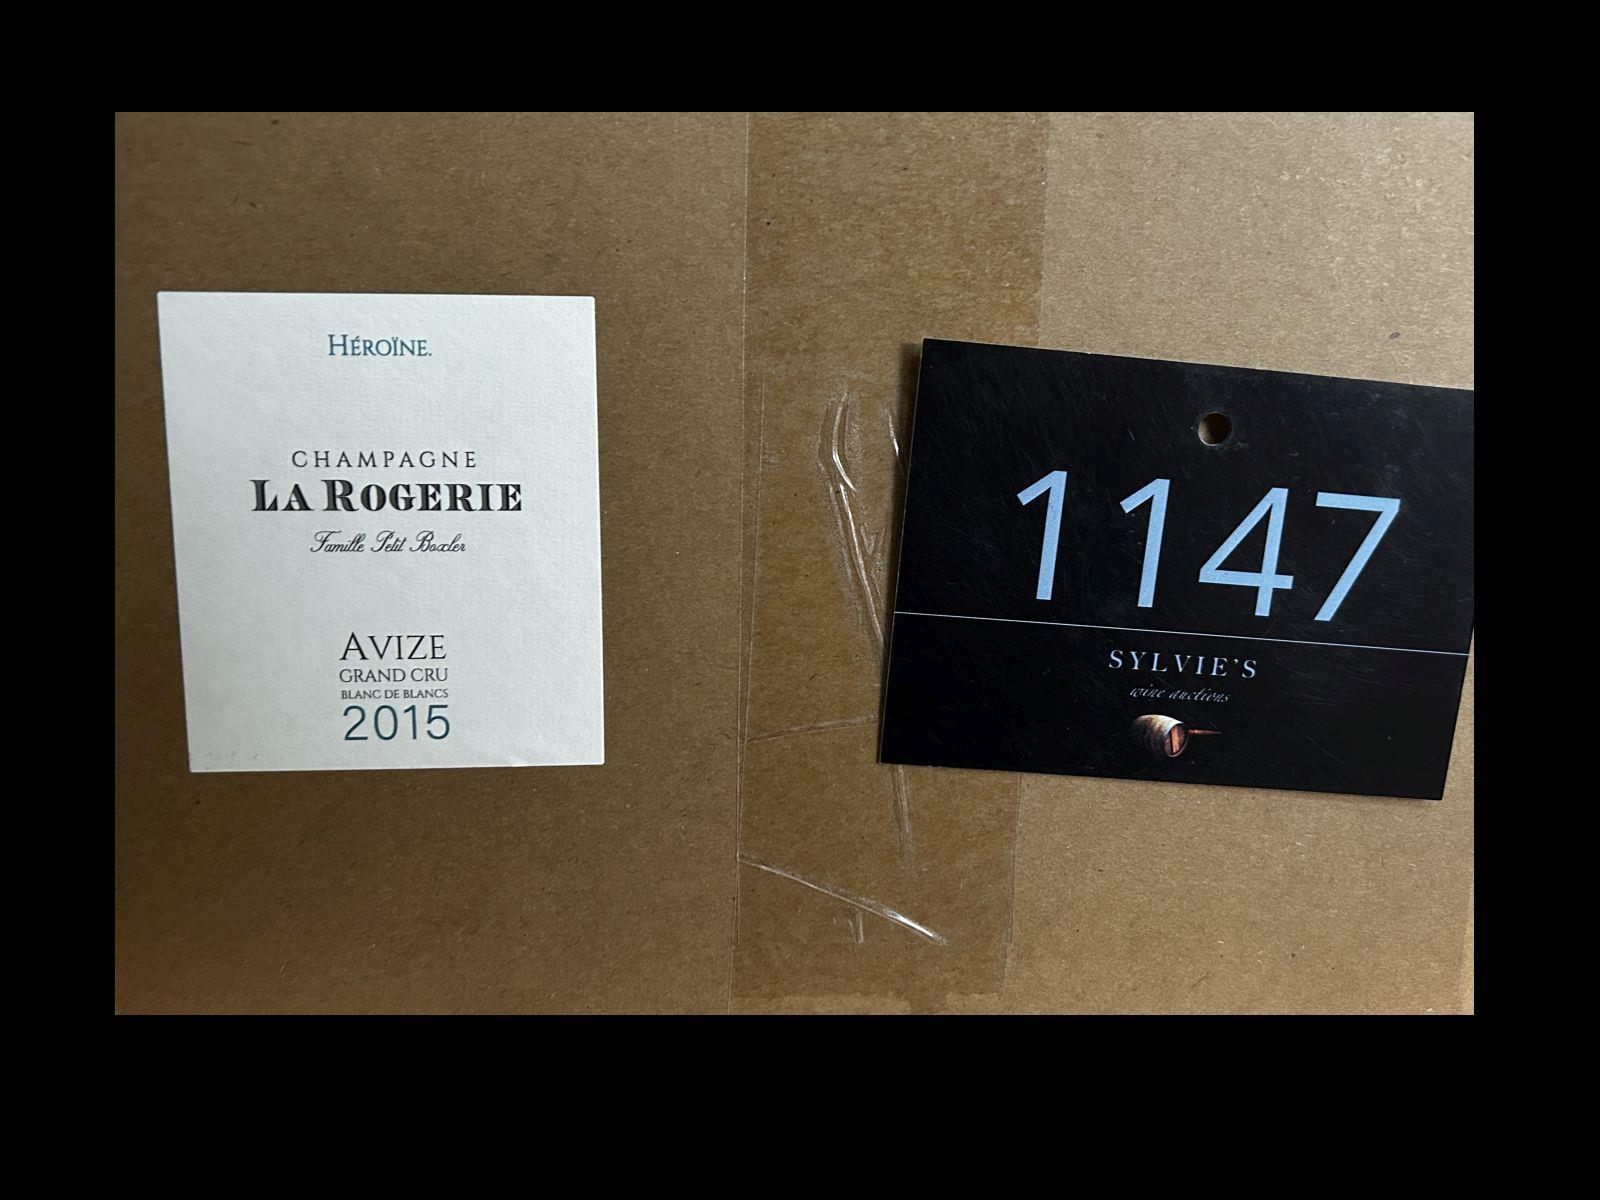 HÉROÏNE.
CHAMPAGNE
LA ROGERIE
Famille Petit Boxler
AVIZE
GRAND CRU
BLANC DE BLANCS
2015
1147
SYLVIE'S
wine auctions